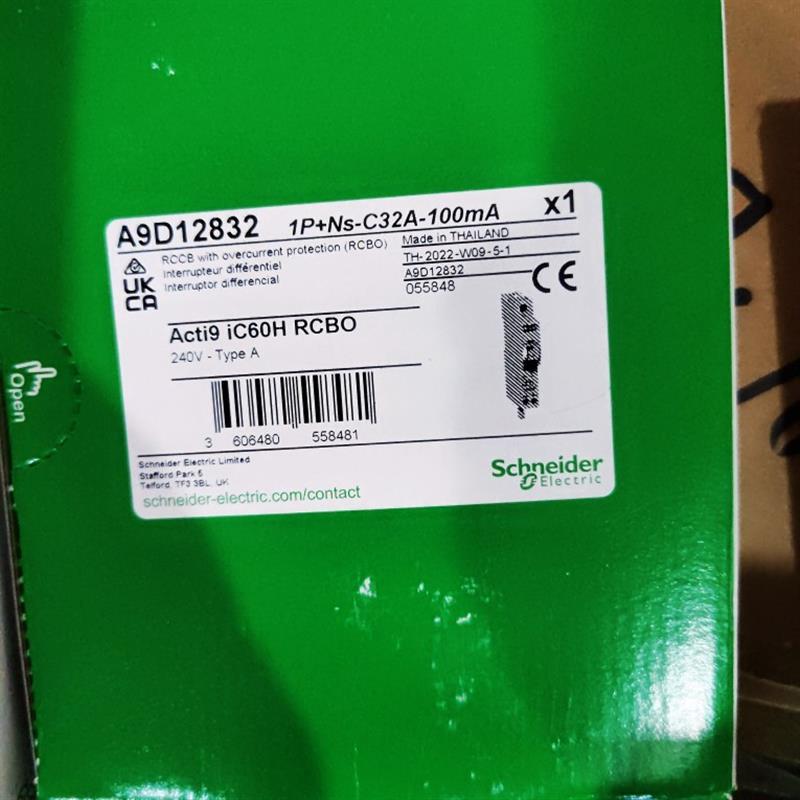 A9D12832 1P+Ns-C32A-100mA x1
RCCB with overcurrent protection (RCBO)
Interrupteur différentiel
Interruptor differencial
Made in THAILAND
TH-2022-W09-5-1
A9D12832
055848
UK
CA
CE
Acti9 iC60H RCBO
240V - Type A
3 606480 558481
Schneider Electric Limited
Stafford Park 5
Telford, TF3 3BL, UK
schneider-electric.com/contact
Schneider
Electric
Open